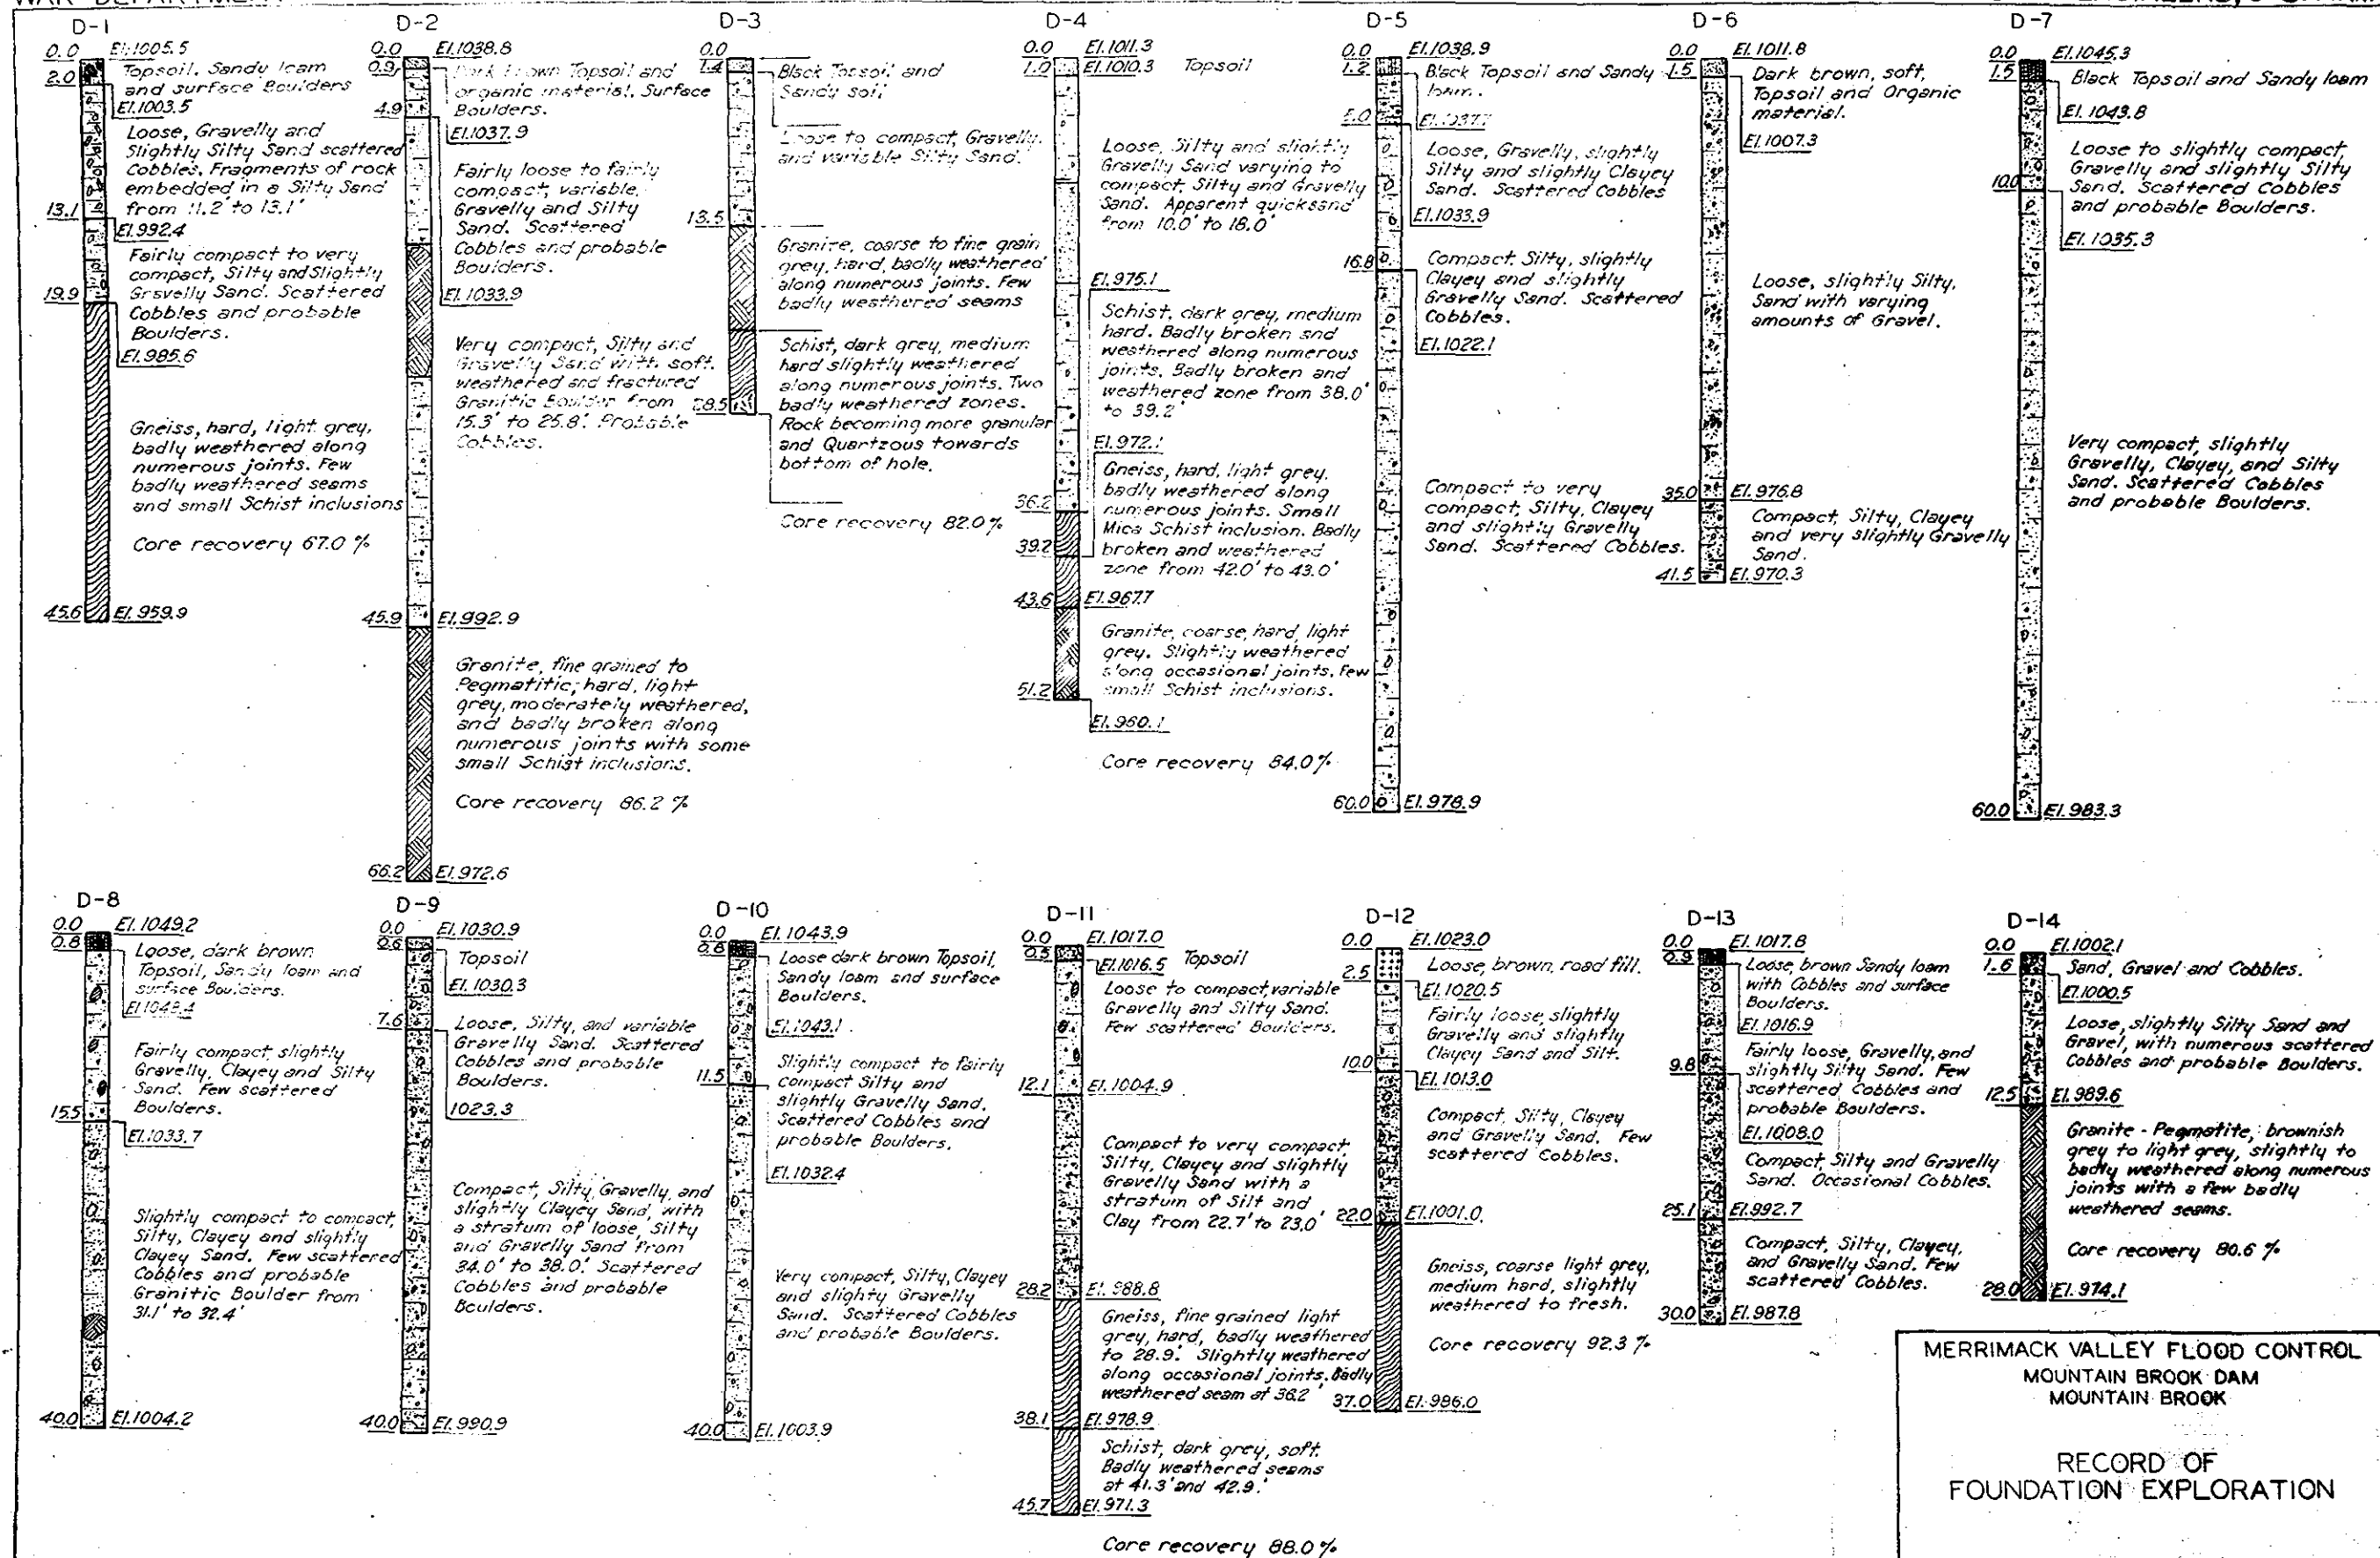 D-1
0.0 El.1005.5
2.0
Topsoil, Sandy loam
and surface Boulders
El.1003.5
Loose, Gravelly and
Slightly Silty Sand scattered
Cobbles, Fragments of rock
embedded in a Silty Sand
from 11.2' to 13.1'
13.1
El.992.4
Fairly compact to very
compact, Silty and Slightly
Gravelly Sand. Scattered
Cobbles and probable
Boulders.
19.9
El.985.6
Gneiss, hard, light grey,
badly weathered along
numerous joints. Few
badly weathered seams
and small Schist inclusions
Core recovery 67.0 %
45.6 El.959.9
D-2
0.0 El.1038.8
0.9
Dark Brown Topsoil and
organic material, Surface
Boulders.
4.9
El.1037.9
Fairly loose to fairly
compact, variable,
Gravelly and Silty
Sand. Scattered
Cobbles and probable
Boulders.
El.1033.9
Very compact, Silty and
Gravelly Sand with soft,
weathered and fractured
Granitic Boulder from
15.3' to 25.8'. Probable
Cobbles.
45.9 El.992.9
Granite, fine grained to
Pegmatitic; hard, light
grey, moderately weathered,
and badly broken along
numerous joints with some
small Schist inclusions.
Core recovery 86.2 %
66.2 El.972.6
D-3
0.0
1.4
Black Topsoil and
Sandy soil
Loose to compact, Gravelly,
and variable Silty Sand.
13.5
Granite, coarse to fine grain
grey, hard, badly weathered
along numerous joints. Few
badly weathered seams
Schist, dark grey, medium
hard slightly weathered
along numerous joints. Two
badly weathered zones.
Rock becoming more granular
and Quartzous towards
bottom of hole.
28.5
Core recovery 82.0 %
D-4
0.0 El.1011.3
1.0 El.1010.3 Topsoil
Loose, Silty and slightly
Gravelly Sand varying to
compact, Silty and Gravelly
Sand. Apparent quicksand
from 10.0' to 18.0'
El.975.1
Schist, dark grey, medium
hard. Badly broken and
weathered along numerous
joints. Badly broken and
weathered zone from 38.0'
to 39.2'
El.972.1
Gneiss, hard, light grey,
badly weathered along
numerous joints. Small
Mica Schist inclusion. Badly
broken and weathered
zone from 42.0' to 43.0'
36.2
39.2
43.6 El.967.7
Granite, coarse, hard, light
grey. Slightly weathered
along occasional joints. Few
small Schist inclusions.
51.2
El.960.1
Core recovery 84.0%
D-5
0.0 El.1038.9
1.2
Black Topsoil and Sandy
loam.
5.0 El.1037.7
Loose, Gravelly, slightly
Silty and slightly Clayey
Sand. Scattered Cobbles
El.1033.9
16.8
Compact, Silty, slightly
Clayey and slightly
Gravelly Sand. Scattered
Cobbles.
El.1022.1
Compact to very
compact, Silty, Clayey
and slightly Gravelly
Sand. Scattered Cobbles.
60.0 El.978.9
D-6
0.0 El.1011.8
1.5
Dark brown, soft,
Topsoil and Organic
material.
El.1007.3
Loose, slightly Silty,
Sand with varying
amounts of Gravel.
35.0 El.976.8
Compact, Silty, Clayey
and very slightly Gravelly
Sand.
41.5 El.970.3
D-7
0.0 El.1045.3
1.5
Black Topsoil and Sandy loam
El.1043.8
Loose to slightly compact,
Gravelly and slightly Silty
Sand. Scattered Cobbles
and probable Boulders.
10.0
El.1035.3
Very compact, slightly
Gravelly, Clayey, and Silty
Sand. Scattered Cobbles
and probable Boulders.
60.0 El.983.3
D-8
0.0 El.1049.2
0.8
Loose, dark brown
Topsoil, Sandy loam and
surface Boulders.
El.1048.4
Fairly compact, slightly
Gravelly, Clayey and Silty
Sand. Few scattered
Boulders.
15.5
El.1033.7
Slightly compact to compact,
Silty, Clayey and slightly
Clayey Sand. Few scattered
Cobbles and probable
Granitic Boulder from
31.1' to 32.4'
40.0 El.1004.2
D-9
0.0 El.1030.9
0.6
Topsoil
El.1030.3
7.6
Loose, Silty, and variable
Gravelly Sand. Scattered
Cobbles and probable
Boulders.
1023.3
Compact, Silty, Gravelly, and
slightly Clayey Sand, with
a stratum of loose, Silty
and Gravelly Sand from
34.0' to 38.0'. Scattered
Cobbles and probable
Boulders.
40.0 El.990.9
D-10
0.0 El.1043.9
0.8
Loose dark brown Topsoil,
Sandy loam and surface
Boulders.
El.1043.1
Slightly compact to fairly
compact Silty and
slightly Gravelly Sand.
Scattered Cobbles and
probable Boulders.
11.5
El.1032.4
Very compact, Silty, Clayey
and slighty Gravelly
Sand. Scattered Cobbles
and probable Boulders.
40.0 El.1003.9
D-11
0.0 El.1017.0
0.5 El.1016.5 Topsoil
Loose to compact, variable
Gravelly and Silty Sand.
Few scattered Boulders.
12.1 El.1004.9
Compact to very compact,
Silty, Clayey and slightly
Gravelly Sand with a
stratum of Silt and
Clay from 22.7' to 23.0'
28.2 El.988.8
Gneiss, fine grained light
grey, hard, badly weathered
to 28.9'. Slightly weathered
along occasional joints. Badly
weathered seam at 36.2'
38.1 El.978.9
Schist, dark grey, soft.
Badly weathered seams
at 41.3' and 42.9.'
45.7 El.971.3
Core recovery 88.0%
D-12
0.0 El.1023.0
Loose, brown, road fill.
2.5
El.1020.5
Fairly loose, slightly
Gravelly and slightly
Clayey Sand and Silt.
10.0
El.1013.0
Compact, Silty, Clayey
and Gravelly Sand. Few
scattered Cobbles.
22.0 El.1001.0
Gneiss, coarse light grey,
medium hard, slightly
weathered to fresh.
Core recovery 92.3 %
37.0 El.986.0
D-13
0.0 El.1017.8
0.9
Loose, brown Sandy loam
with Cobbles and surface
Boulders.
El.1016.9
Fairly loose, Gravelly, and
slightly Silty Sand. Few
scattered Cobbles and
probable Boulders.
9.8
El.1008.0
Compact, Silty and Gravelly
Sand. Occasional Cobbles.
25.1 El.992.7
Compact, Silty, Clayey,
and Gravelly Sand. Few
scattered Cobbles.
30.0 El.987.8
D-14
0.0 El.1002.1
1.6
Sand, Gravel and Cobbles.
El.1000.5
Loose, slightly Silty Sand and
Gravel, with numerous scattered
Cobbles and probable Boulders.
12.5 El.989.6
Granite - Pegmatite, brownish
grey to light grey, slightly to
badly weathered along numerous
joints with a few badly
weathered seams.
Core recovery 80.6 %
28.0 El.974.1
MERRIMACK VALLEY FLOOD CONTROL
MOUNTAIN BROOK DAM
MOUNTAIN BROOK
RECORD OF
FOUNDATION EXPLORATION